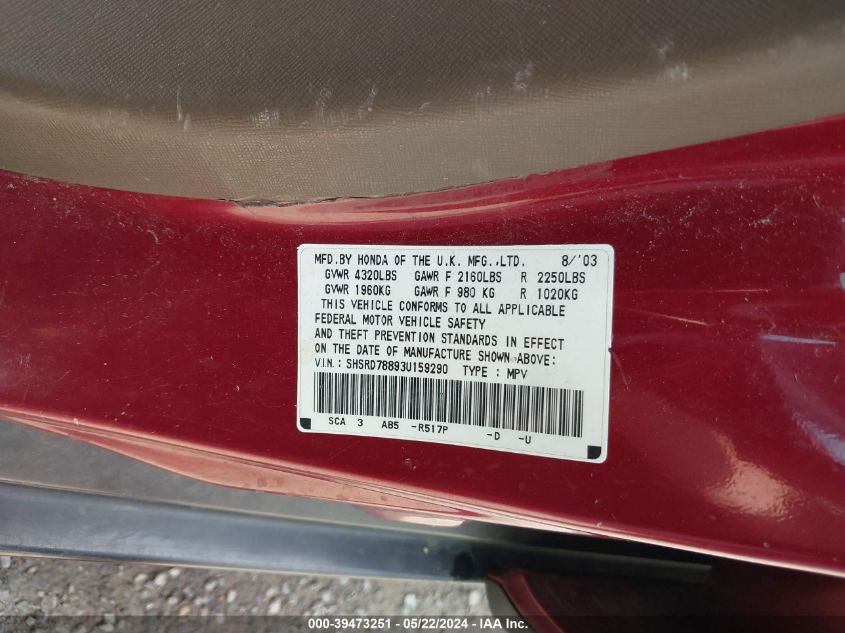 MFD.BY HONDA OF THE U.K. MFG.,LTD. 8/'03
GVWR 4320LBS GAWR F 2160LBS R 2250LBS
GVWR 1960KG GAWR F 980 KG R 1020KG
THIS VEHICLE CONFORMS TO ALL APPLICABLE
FEDERAL MOTOR VEHICLE SAFETY
AND THEFT PREVENTION STANDARDS IN EFFECT
ON THE DATE OF MANUFACTURE SHOWN ABOVE:
V.IN.: SHSRD78893U159290 TYPE : MPV
SCA 3 AB5 -R517P -D -U
000-39473251 - 05/22/2024 - IAA Inc.